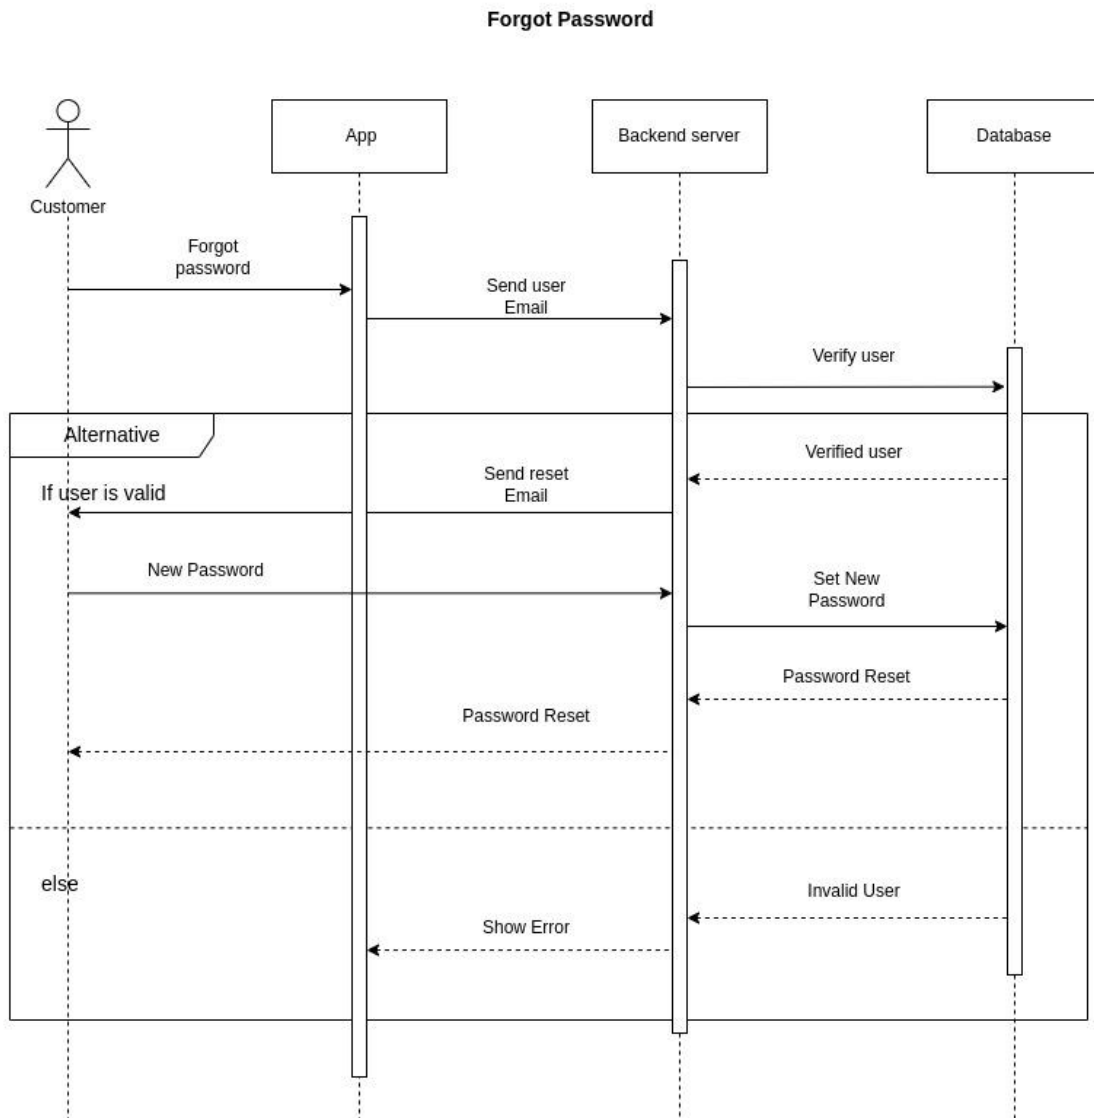 Forgot Password
App
Backend server
Database
Customer
Forgot
password
Send user
Email
Verify user
Alternative
Verified user
Send reset
Email
If user is valid
New Password
Set New
Password
Password Reset
Password Reset
else
Invalid User
Show Error